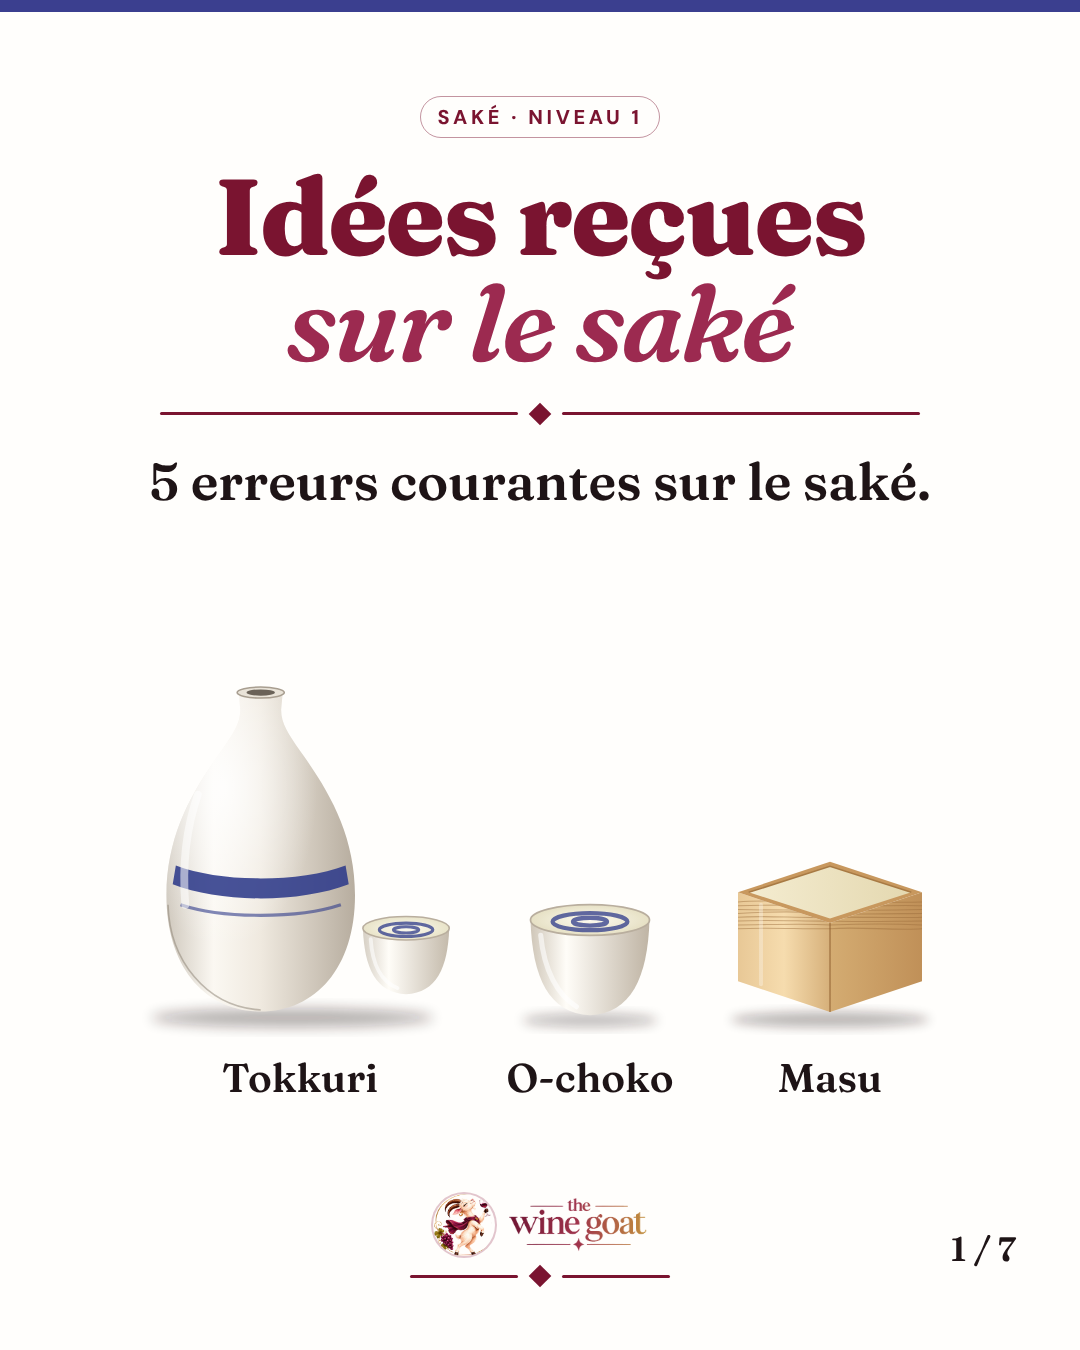 SAKÉ · NIVEAU 1
Idées reçues
sur le saké
5 erreurs courantes sur le saké.
Tokkuri
O-choko
Masu
the
wine goat
1 / 7